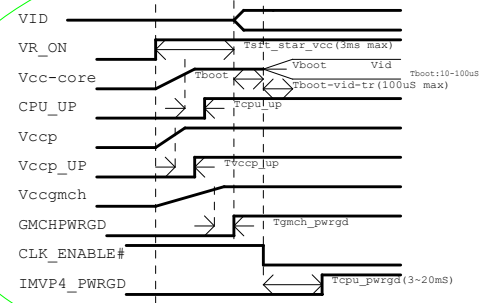 VID
VR_ON
Tsft_star_vcc(3ms max)
Vcc-core
Tboot
Vboot
Vid
Tboot:10-100uS
Tboot-vid-tr(100uS max)
CPU_UP
Tcpu_up
Vccp
Vccp_UP
Tvccp_up
Vccgmch
GMCHPWRGD
Tgmch_pwrgd
CLK_ENABLE#
IMVP4_PWRGD
Tcpu_pwrgd(3~20mS)